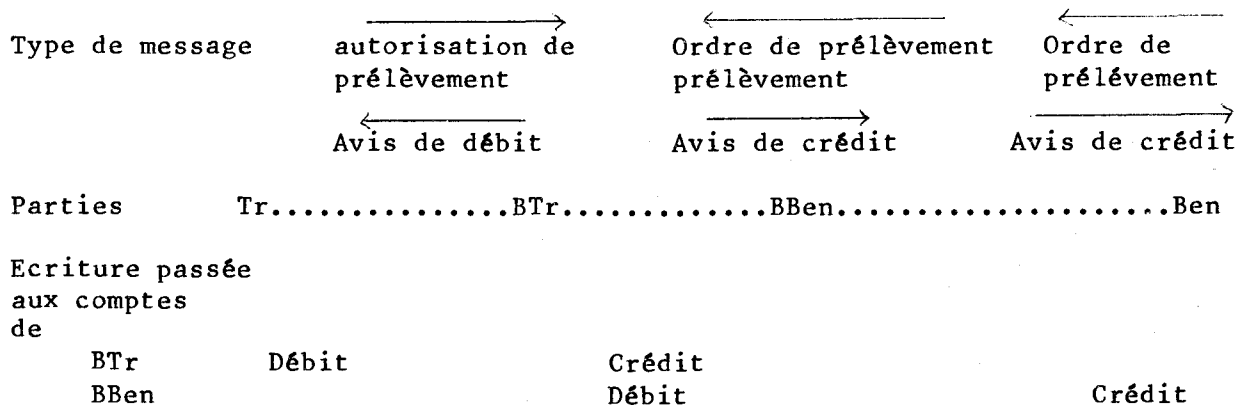 Type de message autorisation de Ordre de prélèvement Ordre de
prélèvement prélèvement prélévement
Avis de débit Avis de crédit Avis de crédit
Parties Tr...............BTr.............BBen.....................Ben
Ecriture passée
aux comptes
de
BTr Débit Crédit
BBen Débit Crédit